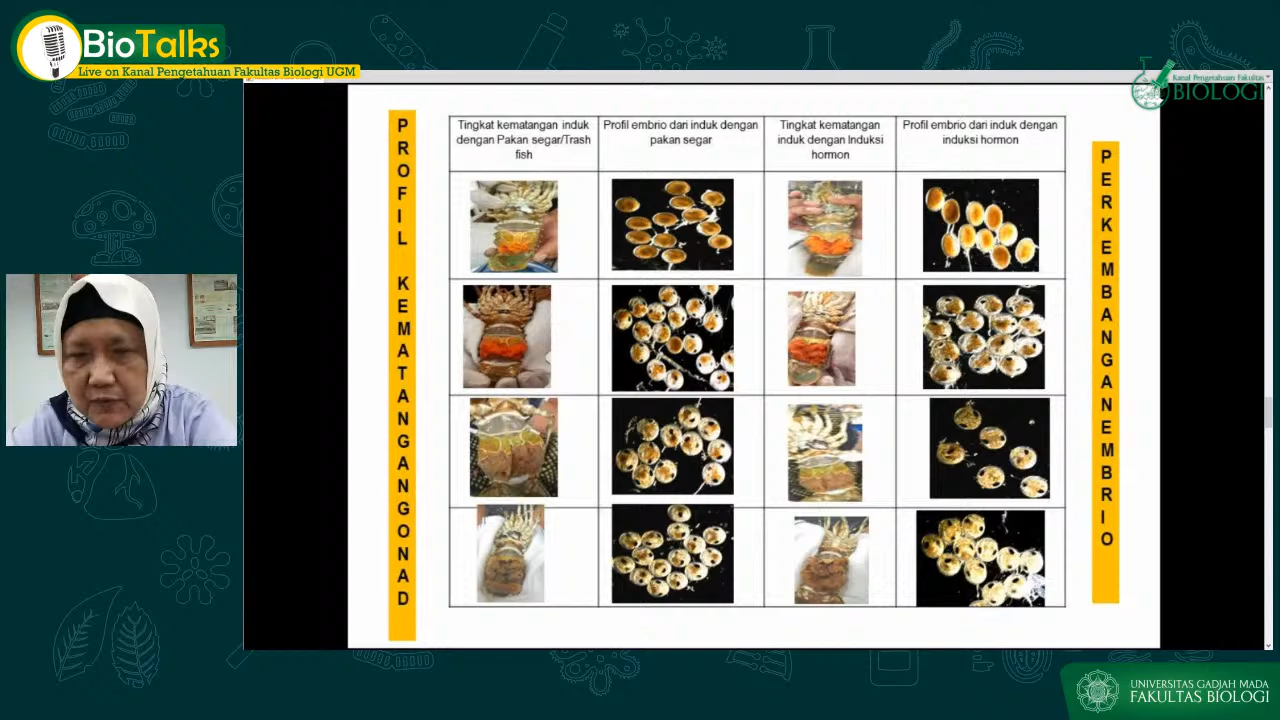 BioTalks
Live on Kanal Pengetahuan Fakultas Biologi UGM
Kanal Pengetahuan Fakultas
BIOLOGI
PROFIL KEMATANGAN GONAD
Tingkat kematangan induk
dengan Pakan segar/Trash
fish
Profil embrio dari induk dengan
pakan segar
Tingkat kematangan
induk dengan Induksi
hormon
Profil embrio dari induk dengan
induksi hormon
PERKEMBANGANEMBRIO
UNIVERSITAS GADJAH MADA
FAKULTAS BIOLOGI